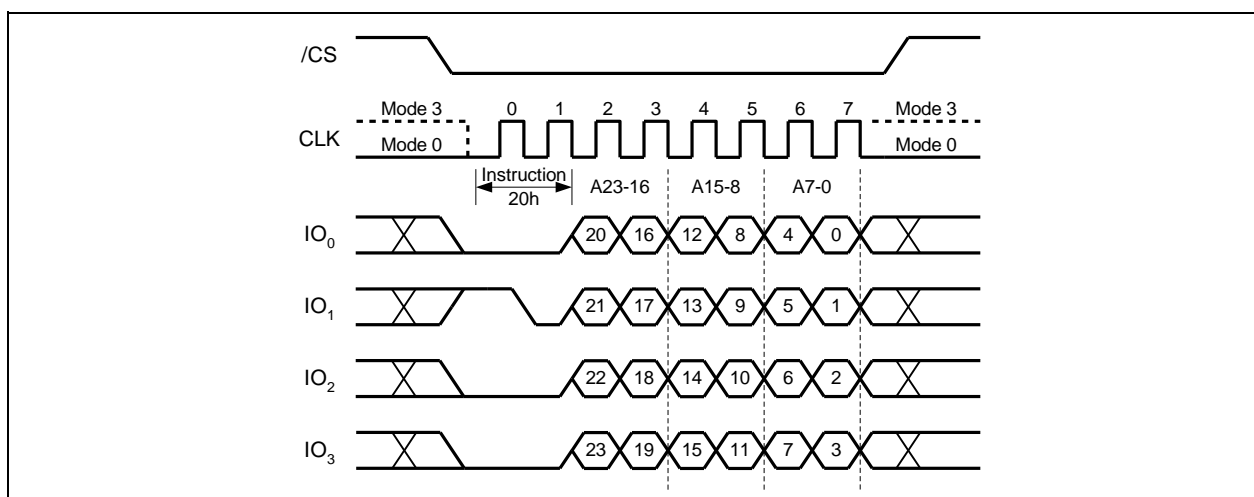 /CS
Mode 3 0 1 2 3 4 5 6 7 Mode 3
CLK
Mode 0 Mode 0
Instruction
20h
A23-16 A15-8 A7-0
IO0 20 16 12 8 4 0
IO1 21 17 13 9 5 1
IO2 22 18 14 10 6 2
IO3 23 19 15 11 7 3